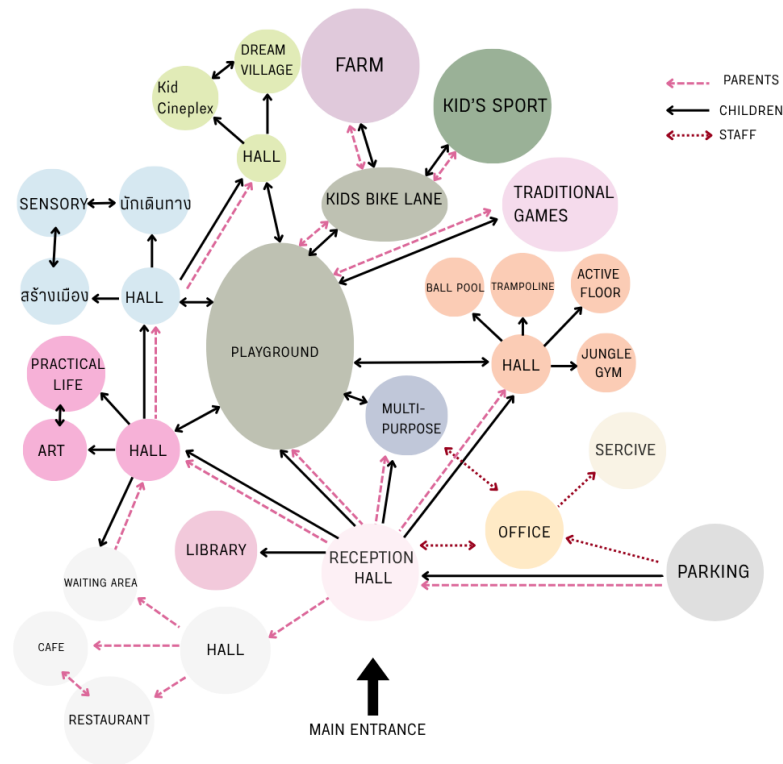 DREAM
VILLAGE
Kid
Cineplex
HALL
FARM
KID'S SPORT
PARENTS
CHILDREN
STAFF
SENSORY
นักเดินทาง
สร้างเมือง
HALL
KIDS BIKE LANE
TRADITIONAL
GAMES
PLAYGROUND
BALL POOL
TRAMPOLINE
ACTIVE
FLOOR
HALL
JUNGLE
GYM
PRACTICAL
LIFE
ART
HALL
MULTI-
PURPOSE
SERCIVE
OFFICE
LIBRARY
RECEPTION
HALL
PARKING
WAITING AREA
CAFE
HALL
RESTAURANT
MAIN ENTRANCE